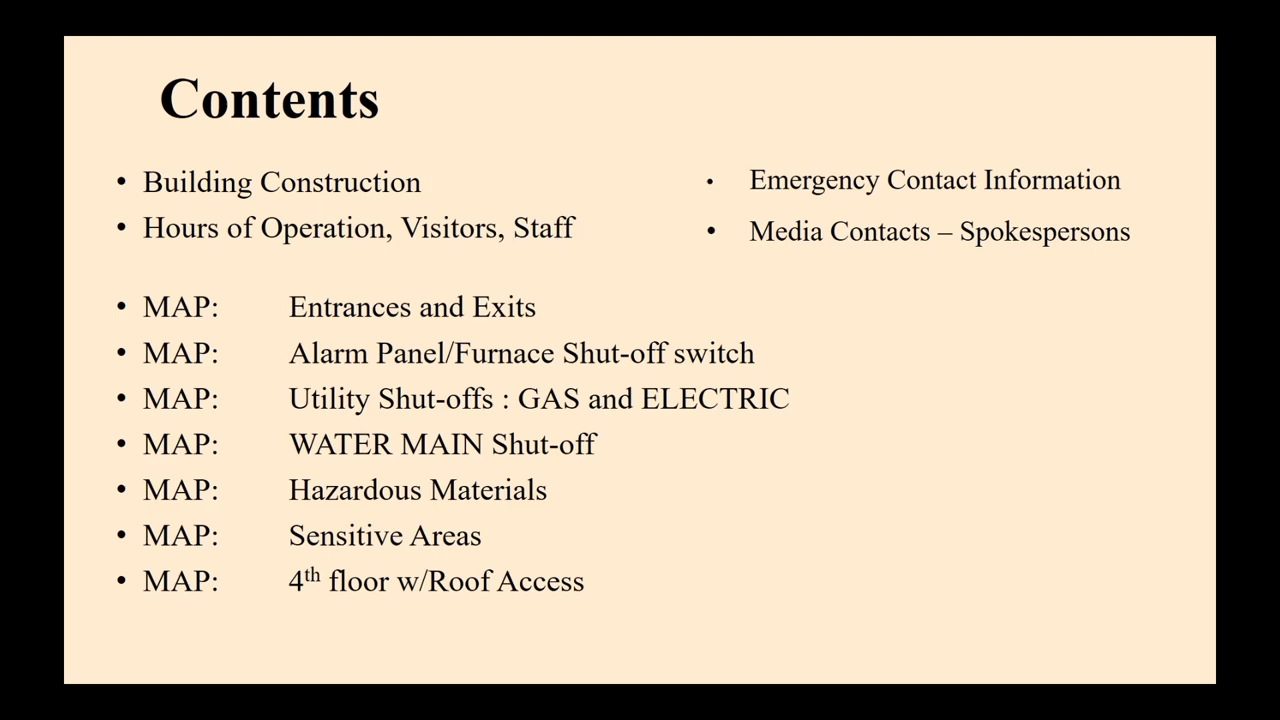 Contents
• Building Construction
• Hours of Operation, Visitors, Staff
• Emergency Contact Information
• Media Contacts – Spokespersons
• MAP: Entrances and Exits
• MAP: Alarm Panel/Furnace Shut-off switch
• MAP: Utility Shut-offs : GAS and ELECTRIC
• MAP: WATER MAIN Shut-off
• MAP: Hazardous Materials
• MAP: Sensitive Areas
• MAP: 4th floor w/Roof Access